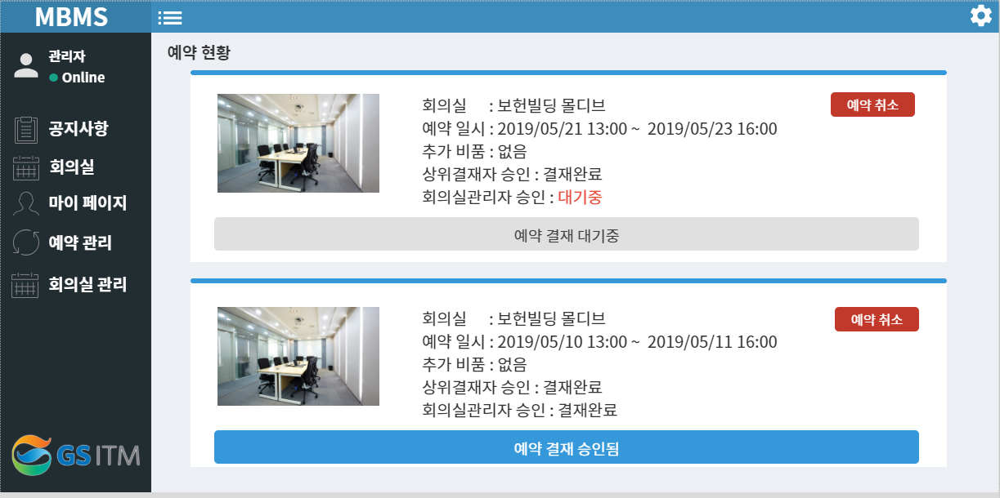 MBMS
관리자
Online
공지사항
회의실
마이 페이지
예약 관리
회의실 관리
GS ITM
예약 현황
회의실 : 보헌빌딩 몰디브
예약 취소
예약 일시 : 2019/05/21 13:00 ~ 2019/05/23 16:00
추가 비품 : 없음
상위결재자 승인 : 결재완료
회의실관리자 승인 : 대기중
예약 결재 대기중
회의실 : 보헌빌딩 몰디브
예약 취소
예약 일시 : 2019/05/10 13:00 ~ 2019/05/11 16:00
추가 비품 : 없음
상위결재자 승인 : 결재완료
회의실관리자 승인 : 결재완료
예약 결재 승인됨